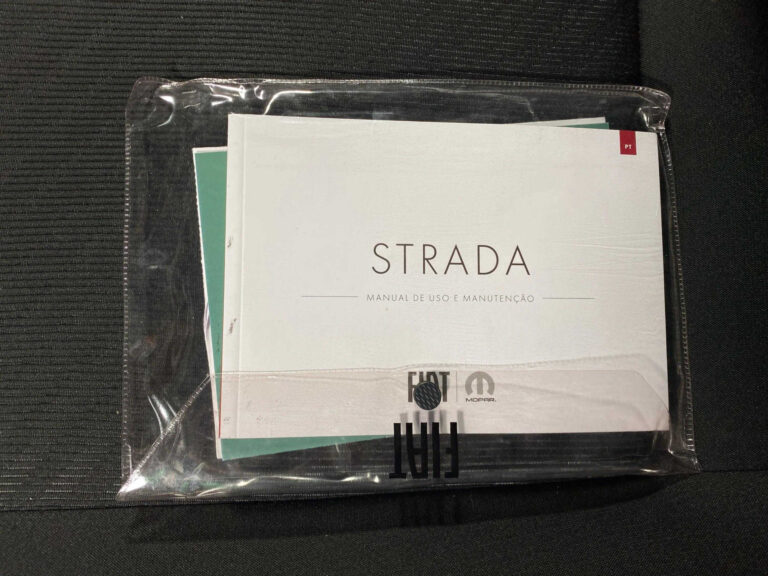 PT
STRADA
MANUAL DE USO E MANUTENÇÃO
FIAT
MOPAR.
FIAT